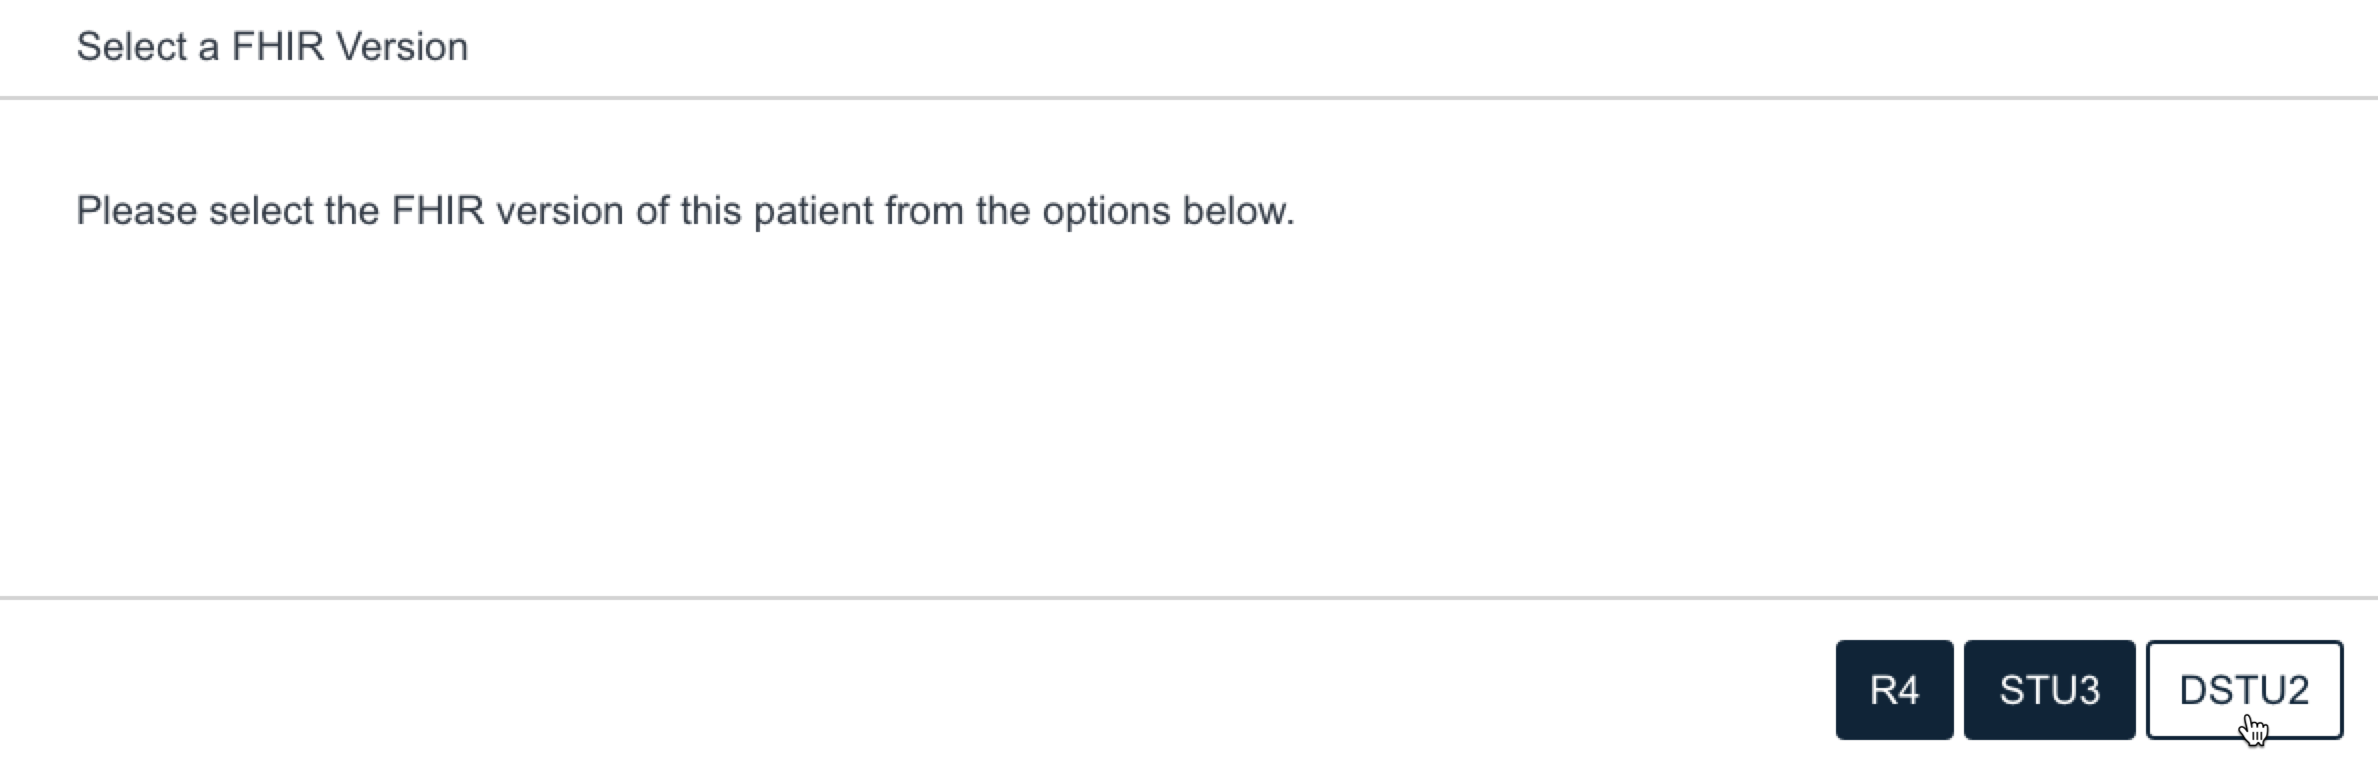 Select a FHIR Version
Please select the FHIR version of this patient from the options below.
R4 STU3 DSTU2